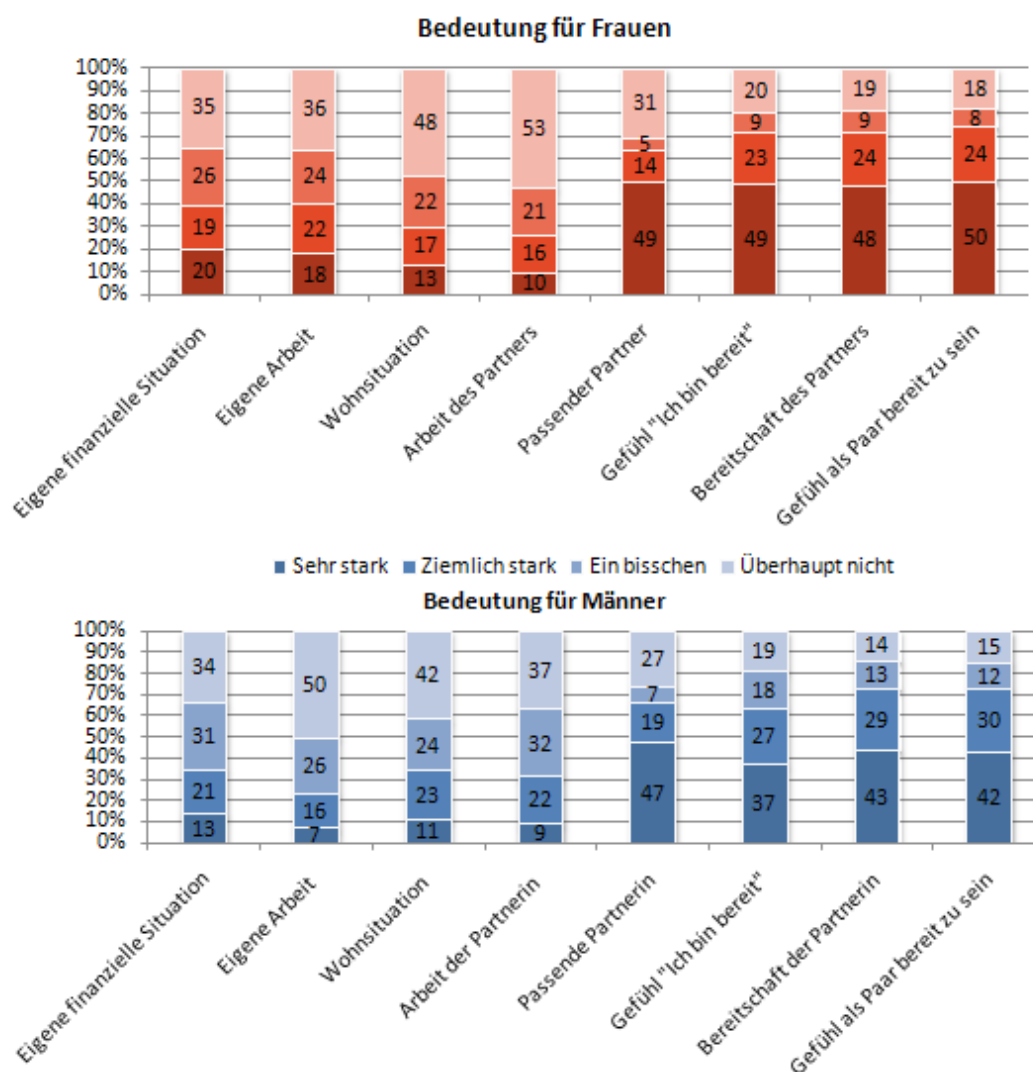 Bedeutung für Frauen
100%
90%
80%
70%
60%
50%
40%
30%
20%
10%
0%
35 36 48 53 31 20 19 18
26 24 22 21 5 9 9 8
19 22 17 16 14 23 24 24
20 18 13 10 49 49 48 50
Eigene finanzielle Situation
Eigene Arbeit
Wohnsituation
Arbeit des Partners
Passender Partner
Gefühl "Ich bin bereit"
Bereitschaft des Partners
Gefühl als Paar bereit zu sein
Sehr stark Ziemlich stark Ein bisschen Überhaupt nicht
Bedeutung für Männer
100%
90%
80%
70%
60%
50%
40%
30%
20%
10%
0%
34 50 42 37 27 19 14 15
31 26 24 32 7 18 13 12
21 16 23 22 19 27 29 30
13 7 11 9 47 37 43 42
Eigene finanzielle Situation
Eigene Arbeit
Wohnsituation
Arbeit der Partnerin
Passende Partnerin
Gefühl "Ich bin bereit"
Bereitschaft der Partnerin
Gefühl als Paar bereit zu sein